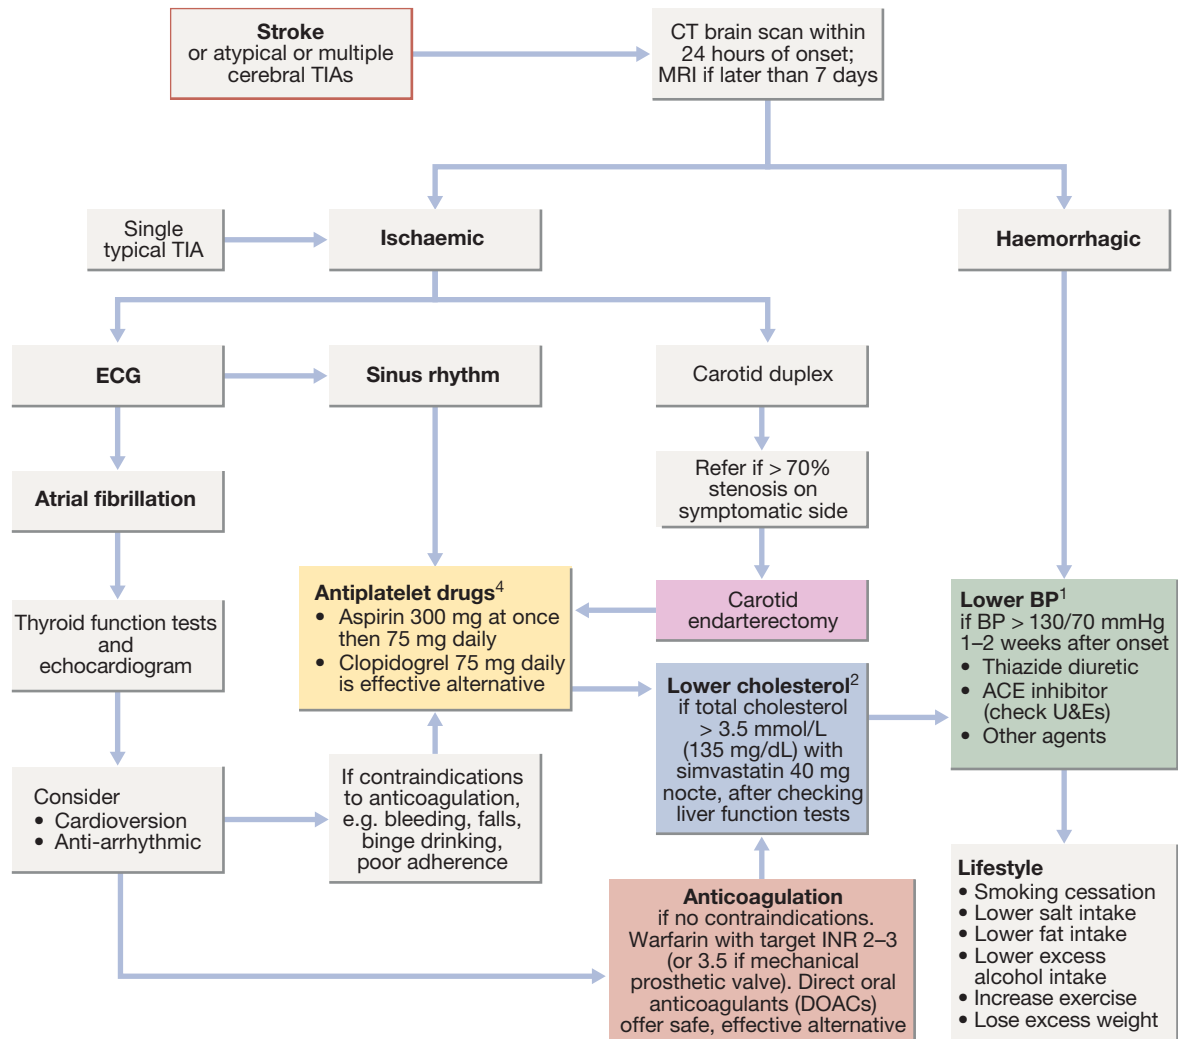 Stroke
or atypical or multiple
cerebral TIAs
CT brain scan within
24 hours of onset;
MRI if later than 7 days
Single
typical TIA
Ischaemic
Haemorrhagic
ECG
Sinus rhythm
Carotid duplex
Atrial fibrillation
Refer if > 70%
stenosis on
symptomatic side
Thyroid function tests
and
echocardiogram
Antiplatelet drugs4
• Aspirin 300 mg at once
then 75 mg daily
• Clopidogrel 75 mg daily
is effective alternative
Carotid
endarterectomy
Lower BP1
if BP > 130/70 mmHg
1–2 weeks after onset
• Thiazide diuretic
• ACE inhibitor
(check U&Es)
• Other agents
Lower cholesterol2
if total cholesterol
> 3.5 mmol/L
(135 mg/dL) with
simvastatin 40 mg
nocte, after checking
liver function tests
Consider
• Cardioversion
• Anti-arrhythmic
If contraindications
to anticoagulation,
e.g. bleeding, falls,
binge drinking,
poor adherence
Anticoagulation
if no contraindications.
Warfarin with target INR 2–3
(or 3.5 if mechanical
prosthetic valve). Direct oral
anticoagulants (DOACs)
offer safe, effective alternative
Lifestyle
• Smoking cessation
• Lower salt intake
• Lower fat intake
• Lower excess
alcohol intake
• Increase exercise
• Lose excess weight